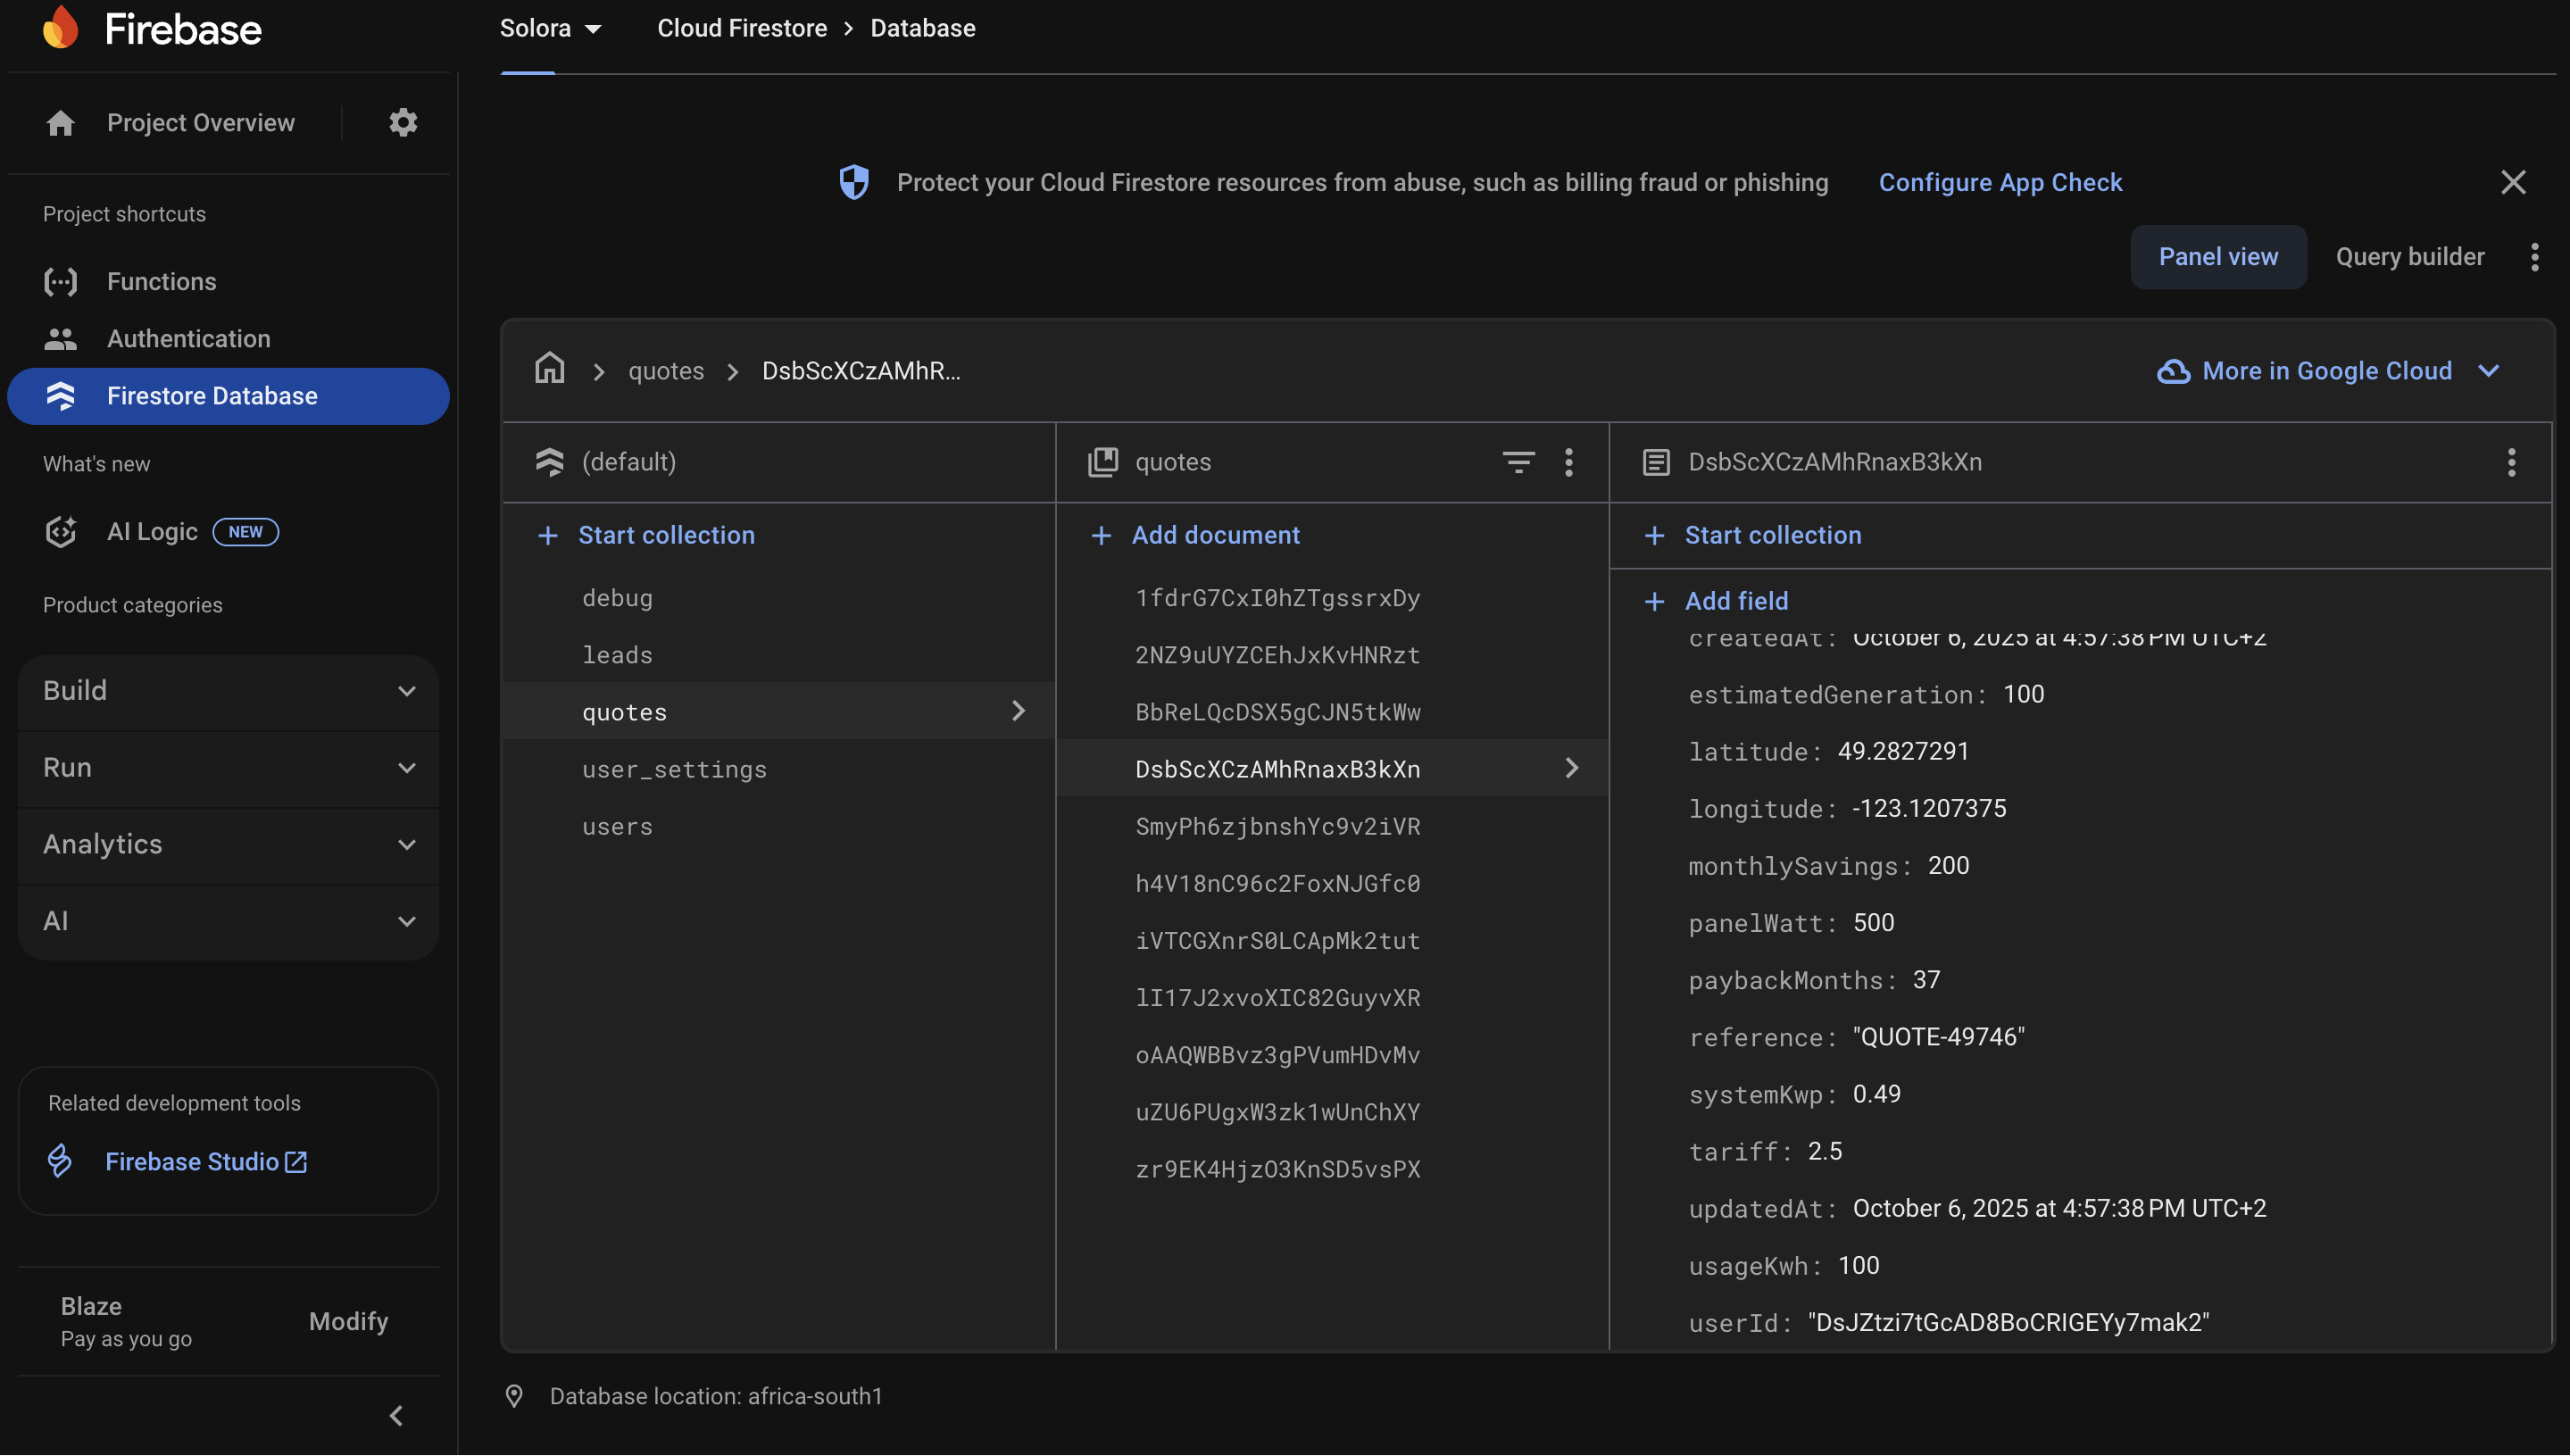 Firebase
Solora
Cloud Firestore > Database
Project Overview
Project shortcuts
Functions
Authentication
Firestore Database
What's new
AI Logic NEW
Product categories
Build
Run
Analytics
AI
Related development tools
Firebase Studio
Blaze
Pay as you go
Modify
Protect your Cloud Firestore resources from abuse, such as billing fraud or phishing
Configure App Check
Panel view
Query builder
quotes > DsbScXCzAMhR...
More in Google Cloud
(default)
+ Start collection
debug
leads
quotes
user_settings
users
quotes
+ Add document
1fdrG7CxI0hZTgssrxDy
2NZ9uUYZCEhJxKvHNRzt
BbReLQcDSX5gCJN5tkWw
DsbScXCzAMhRnaxB3kXn
SmyPh6zjbnshYc9v2iVR
h4V18nC96c2FoxNJGfc0
iVTCGXnrS0LCApMk2tut
lI17J2xvoXIC82GuyvXR
oAAQWBBvz3gPVumHDvMv
uZU6PUgxW3zk1wUnChXY
zr9EK4HjzO3KnSD5vsPX
DsbScXCzAMhRnaxB3kXn
+ Start collection
+ Add field
createdAt: October 6, 2025 at 4:57:38 PM UTC+2
estimatedGeneration: 100
latitude: 49.2827291
longitude: -123.1207375
monthlySavings: 200
panelWatt: 500
paybackMonths: 37
reference: "QUOTE-49746"
systemKwp: 0.49
tariff: 2.5
updatedAt: October 6, 2025 at 4:57:38 PM UTC+2
usageKwh: 100
userId: "DsJZtzi7tGcAD8BoCRIGEYy7mak2"
Database location: africa-south1